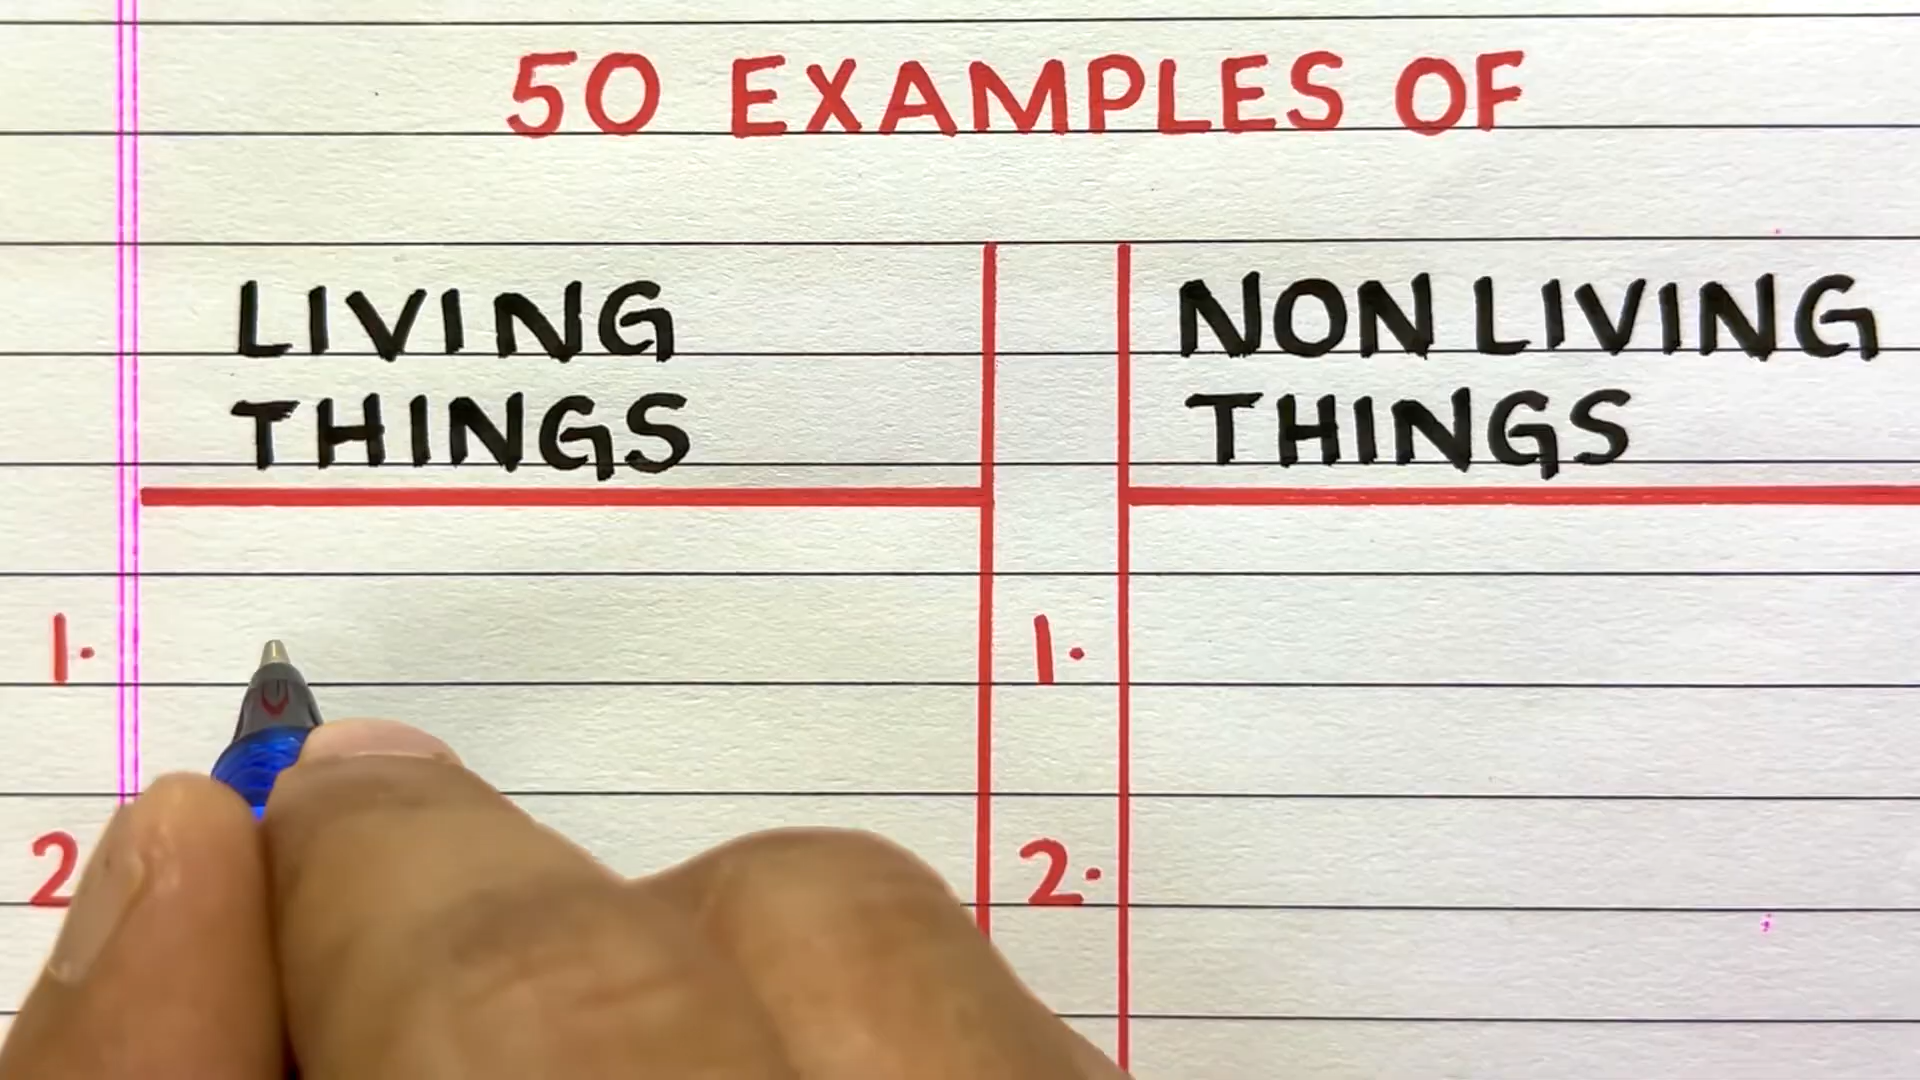 50 EXAMPLES OF
LIVING
THINGS
NON LIVING
THINGS
1.
1.
2
2.